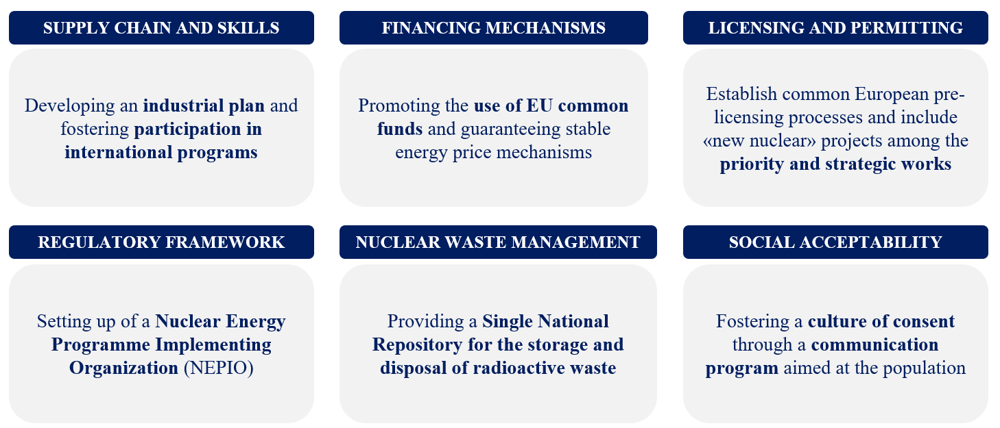 SUPPLY CHAIN AND SKILLS
Developing an industrial plan and
fostering participation in
international programs
FINANCING MECHANISMS
Promoting the use of EU common
funds and guaranteeing stable
energy price mechanisms
LICENSING AND PERMITTING
Establish common European pre-
licensing processes and include
«new nuclear» projects among the
priority and strategic works
REGULATORY FRAMEWORK
Setting up of a Nuclear Energy
Programme Implementing
Organization (NEPIO)
NUCLEAR WASTE MANAGEMENT
Providing a Single National
Repository for the storage and
disposal of radioactive waste
SOCIAL ACCEPTABILITY
Fostering a culture of consent
through a communication
program aimed at the population